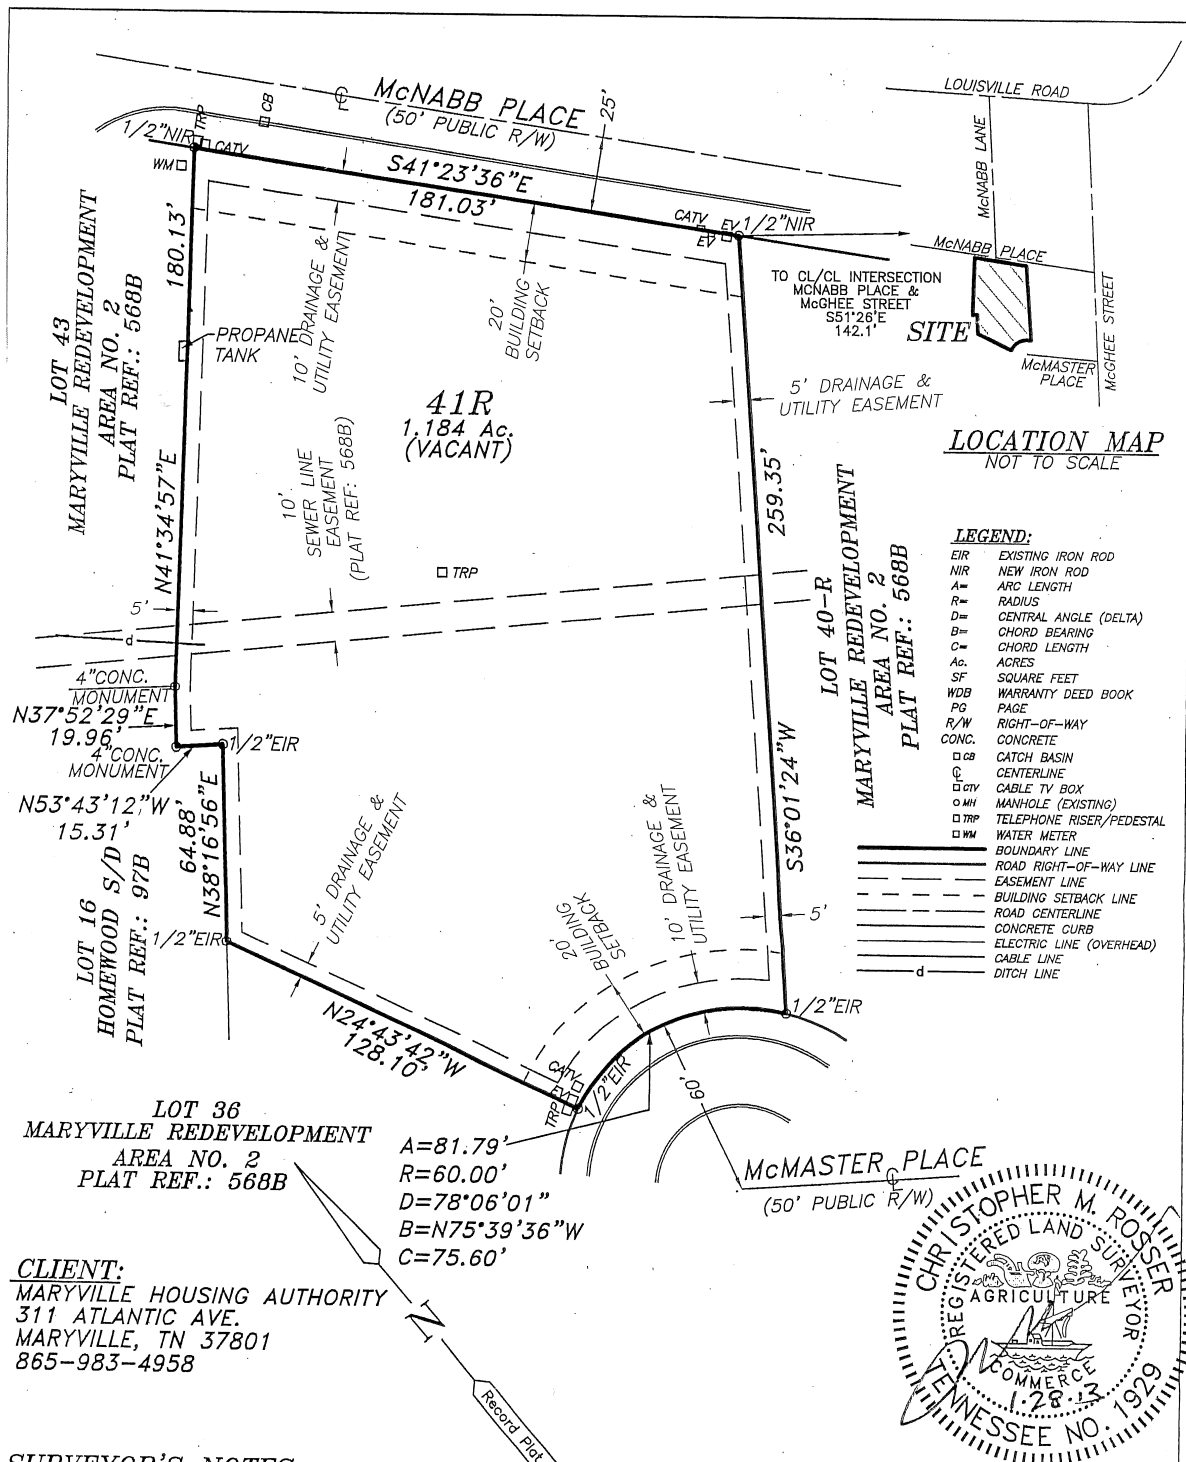 McNABB PLACE
(50' PUBLIC R/W)
25'
CB
TRP
1/2"NIR
CATV
WM
S41°23'36"E
181.03'
CATV
EV
EV
1/2"NIR
TO CL/CL INTERSECTION
McNABB PLACE &
McGHEE STREET
S51°26'E
142.1'
LOUISVILLE ROAD
McNABB LANE
McNABB PLACE
McGHEE STREET
McMASTER
PLACE
SITE
LOCATION MAP
NOT TO SCALE
LOT 43
MARYVILLE REDEVELOPMENT
AREA NO. 2
PLAT REF.: 568B
180.13'
N41°34'57"E
PROPANE
TANK
10' DRAINAGE &
UTILITY EASEMENT
20'
BUILDING
SETBACK
41R
1.184 Ac.
(VACANT)
5' DRAINAGE &
UTILITY EASEMENT
10'
SEWER LINE
EASEMENT
(PLAT REF: 568B)
TRP
259.35'
S36°01'24"W
LOT 40-R
MARYVILLE REDEVELOPMENT
AREA NO. 2
PLAT REF.: 568B
5'
d
4"CONC.
MONUMENT
N37°52'29"E
19.96'
4"CONC.
MONUMENT
1/2"EIR
N53°43'12"W
15.31'
64.88'
N38°16'56"E
LOT 16
HOMEWOOD S/D
PLAT REF.: 97B
1/2"EIR
5' DRAINAGE &
UTILITY EASEMENT
20'
BUILDING
SETBACK
10' DRAINAGE &
UTILITY EASEMENT
5'
1/2"EIR
N24°43'42"W
128.10'
CATV
EV
TRP
1/2"EIR
60'
LEGEND:
EIR EXISTING IRON ROD
NIR NEW IRON ROD
A= ARC LENGTH
R= RADIUS
D= CENTRAL ANGLE (DELTA)
B= CHORD BEARING
C= CHORD LENGTH
Ac. ACRES
SF SQUARE FEET
WDB WARRANTY DEED BOOK
PG PAGE
R/W RIGHT-OF-WAY
CONC. CONCRETE
CB CATCH BASIN
CL CENTERLINE
CTV CABLE TV BOX
MH MANHOLE (EXISTING)
TRP TELEPHONE RISER/PEDESTAL
WM WATER METER
BOUNDARY LINE
ROAD RIGHT-OF-WAY LINE
EASEMENT LINE
BUILDING SETBACK LINE
ROAD CENTERLINE
CONCRETE CURB
ELECTRIC LINE (OVERHEAD)
CABLE LINE
d DITCH LINE
LOT 36
MARYVILLE REDEVELOPMENT
AREA NO. 2
PLAT REF.: 568B
A=81.79'
R=60.00'
D=78°06'01"
B=N75°39'36"W
C=75.60'
McMASTER PLACE
(50' PUBLIC R/W)
CLIENT:
MARYVILLE HOUSING AUTHORITY
311 ATLANTIC AVE.
MARYVILLE, TN 37801
865-983-4958
N
Record Plat
CHRISTOPHER M. ROSSER
REGISTERED LAND SURVEYOR
AGRICULTURE
COMMERCE
1-28-13
TENNESSEE NO. 1929
SURVEYOR'S NOTES